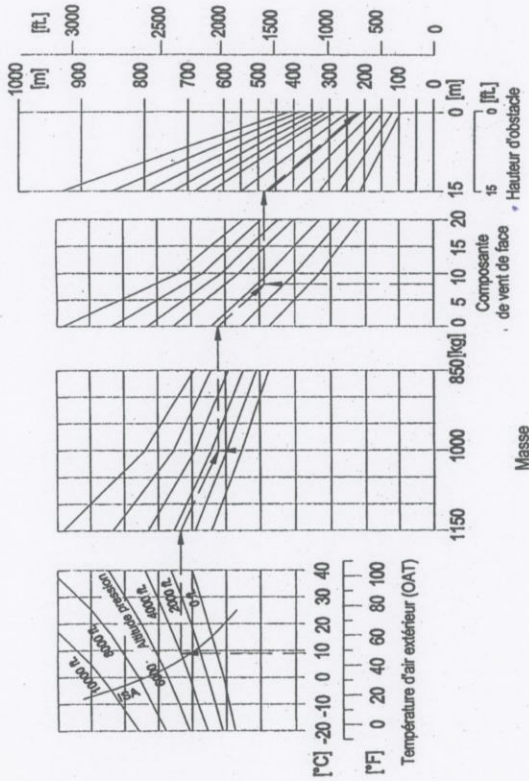 10000 ft.
8000 ft.
6000
Altitude pression
4000 ft.
2000 ft.
0 ft.
[°C] -20 -10 0 10 20 30 40
[°F] 0 20 40 60 80 100
Température d'air extérieur (OAT)
1150 1000 850 [kg]
Masse
0 5 10 15 20
Composante
de vent de face
15 0 [m]
15 0 [ft.]
Hauteur d'obstacle
1000 [m]
900
800
700
600
500
400
300
200
100
0
[ft.]
3000
2500
2000
1500
1000
500
0